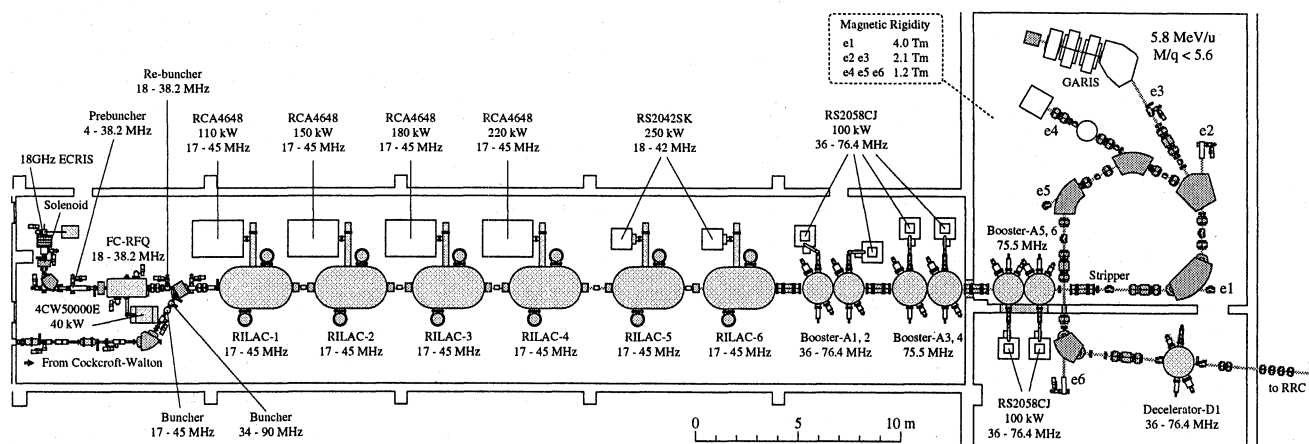 Magnetic Rigidity
e1 4.0 Tm
e2 e3 2.1 Tm
e4 e5 e6 1.2 Tm
5.8 MeV/u
M/q < 5.6
GARIS
e3
e4
e2
e5
Re-buncher
18 - 38.2 MHz
Prebuncher
4 - 38.2 MHz
18GHz ECRIS
Solenoid
FC-RFQ
18 - 38.2 MHz
4CW50000E
40 kW
From Cockcroft-Walton
Buncher
17 - 45 MHz
Buncher
34 - 90 MHz
RCA4648
110 kW
17 - 45 MHz
RCA4648
150 kW
17 - 45 MHz
RCA4648
180 kW
17 - 45 MHz
RCA4648
220 kW
17 - 45 MHz
RS2042SK
250 kW
18 - 42 MHz
RS2058CJ
100 kW
36 - 76.4 MHz
RILAC-1
17 - 45 MHz
RILAC-2
17 - 45 MHz
RILAC-3
17 - 45 MHz
RILAC-4
17 - 45 MHz
RILAC-5
17 - 45 MHz
RILAC-6
17 - 45 MHz
Booster-A1, 2
36 - 76.4 MHz
Booster-A3, 4
75.5 MHz
Booster-A5, 6
75.5 MHz
Stripper
e1
e6
RS2058CJ
100 kW
36 - 76.4 MHz
Decelerator-D1
36 - 76.4 MHz
to RRC
0 5 10 m